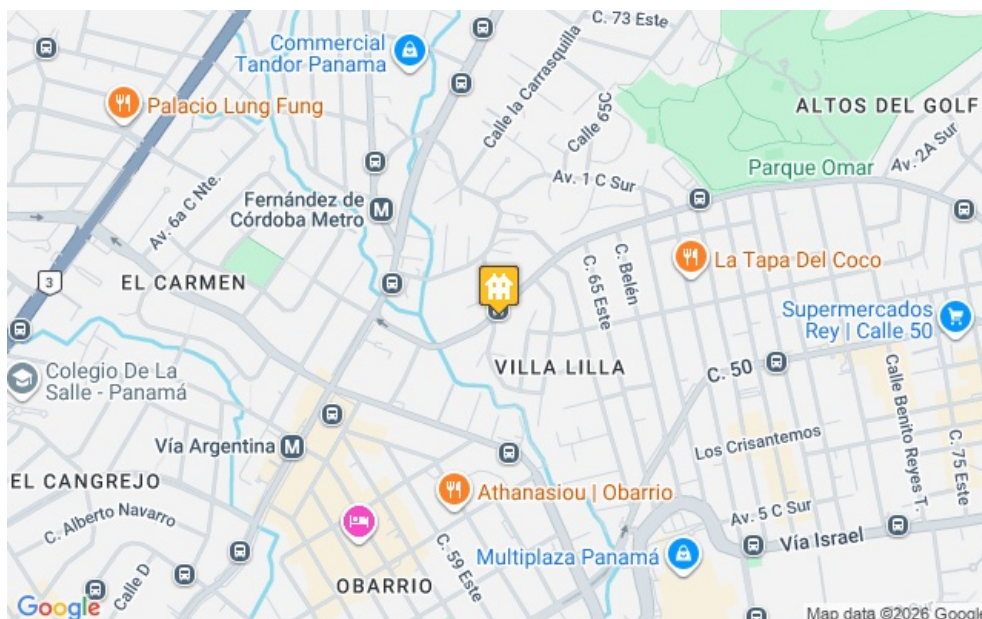 C. 73 Este
Commercial
Tandor Panama
Calle la Carrasquilla
Palacio Lung Fung
Calle 65C
ALTOS DEL GOLF
Parque Omar
Av. 2A Sur
Av. 1 C Sur
Fernández de
Córdoba Metro
M
Av. 6a C Nte.
C. 65 Este
C. Belén
La Tapa Del Coco
3
EL CARMEN
Supermercados
Rey | Calle 50
Colegio De La
Salle - Panamá
VILLA LILLA
C. 50
Calle Benito Reyes T.
Los Crisantemos
C. 75 Este
Vía Argentina
M
EL CANGREJO
Athanasiou | Obarrio
C. Alberto Navarro
Av. 5 C Sur
Vía Israel
C. 59 Este
Multiplaza Panamá
Calle D
OBARRIO
Google
Map data ©2026 Google